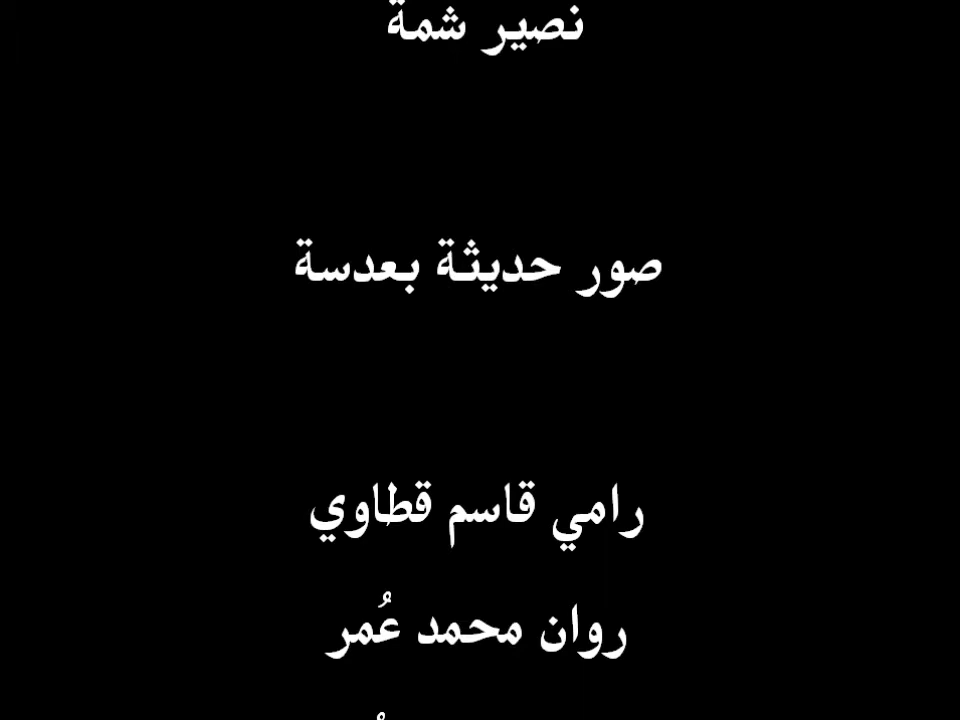 نصير شمة
صور حديثة بعدسة
رامي قاسم قطاوي
روان محمد عُمر